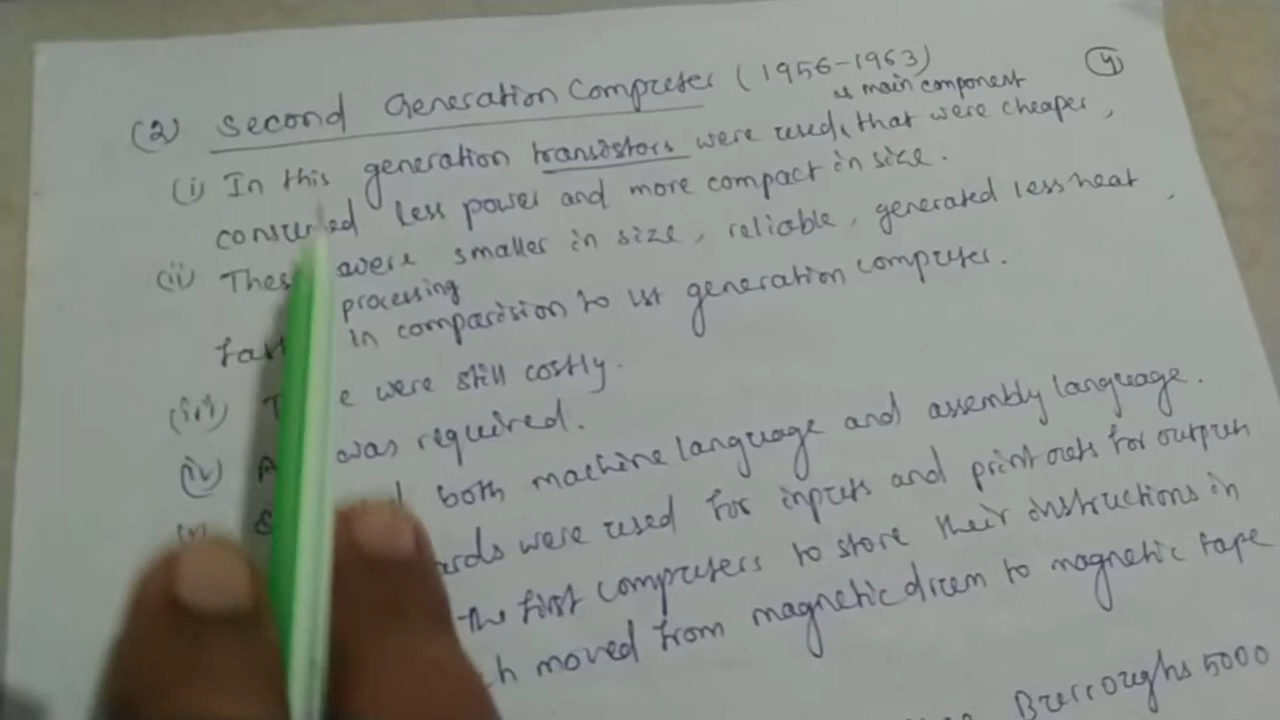 (2) Second Generation Computer (1956-1963)
4
as main component
(i) In this generation transistors were used, that were cheaper,
consumed less power and more compact in size.
(ii) These were smaller in size, reliable, generated less heat,
processing
in comparision to 1st generation computer.
(iii) were still costly.
(iv) A was required.
(v) both machine language and assembly language.
were used for inputs and print outs for output
the first computers to store their instructions in
moved from magnetic drum to magnetic tape
Burroughs 5000